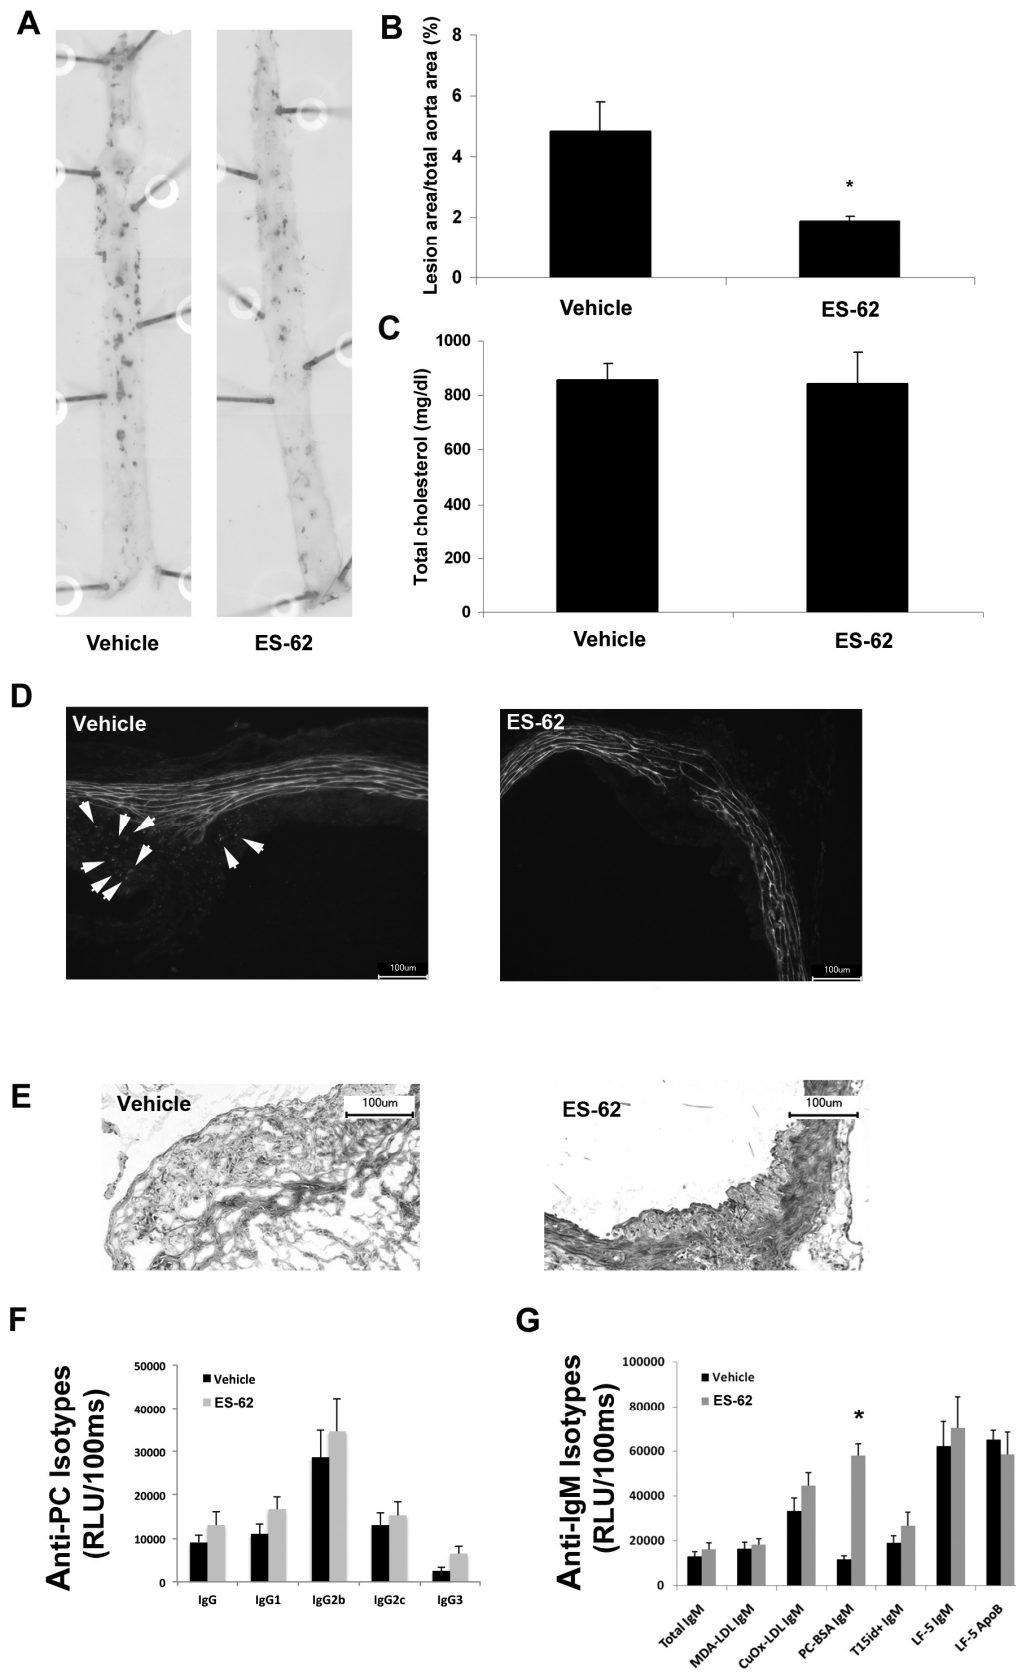 A
Vehicle
ES-62
B
Lesion area/total aorta area (%)
8
6
4
2
0
*
Vehicle
ES-62
C
Total cholesterol (mg/dl)
1000
800
600
400
200
0
Vehicle
ES-62
D
Vehicle
100um
ES-62
100um
E
Vehicle
100um
ES-62
100um
F
Anti-PC Isotypes
(RLU/100ms)
50000
40000
30000
20000
10000
0
Vehicle
ES-62
IgG
IgG1
IgG2b
IgG2c
IgG3
G
Anti-IgM Isotypes
(RLU/100ms)
100000
80000
60000
40000
20000
0
Vehicle
ES-62
*
Total IgM
MDA-LDL IgM
CuOx-LDL IgM
PC-BSA IgM
T15id+ IgM
LF-5 IgM
LF-5 ApoB